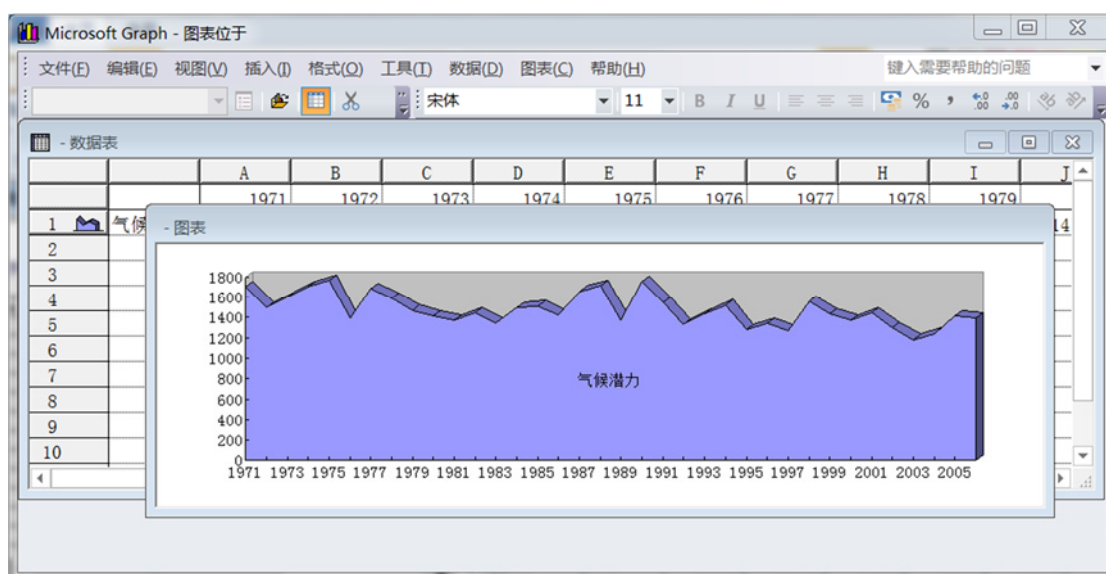 Microsoft Graph - 图表位于
文件(F) 编辑(E) 视图(V) 插入(I) 格式(O) 工具(T) 数据(D) 图表(C) 帮助(H) 键入需要帮助的问题
宋体 11 B I U % , .00 .00
- 数据表
A B C D E F G H I J
1971 1972 1973 1974 1975 1976 1977 1978 1979
1 气候 14
- 图表
2
3
4
5
6
7
8
9
10
1800
1600
1400
1200
1000
800
600
400
200
0
气候潜力
1971 1973 1975 1977 1979 1981 1983 1985 1987 1989 1991 1993 1995 1997 1999 2001 2003 2005